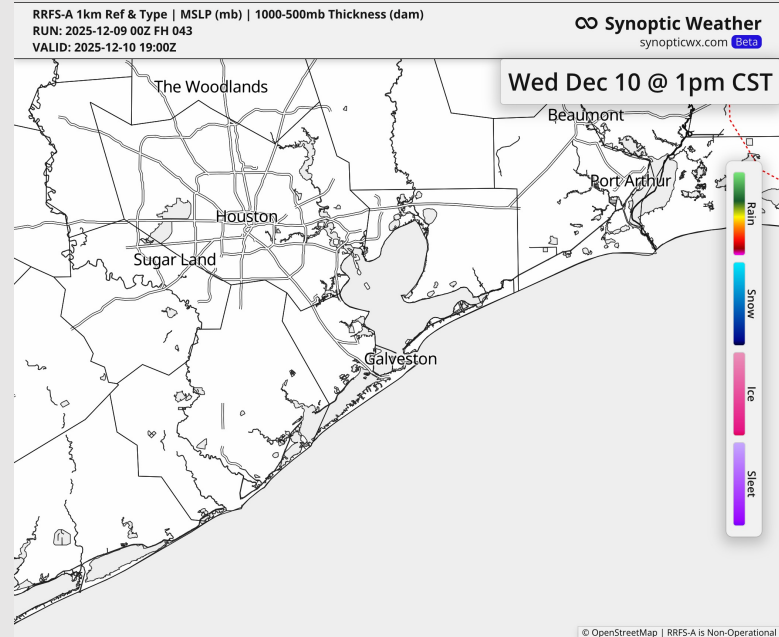 RRFS-A 1km Ref & Type | MSLP (mb) | 1000-500mb Thickness (dam)
RUN: 2025-12-09 00Z FH 043
VALID: 2025-12-10 19:00Z
Synoptic Weather
synopticwx.com Beta
Wed Dec 10 @ 1pm CST
The Woodlands
Beaumont
Port Arthur
Houston
Sugar Land
Galveston
Rain
Snow
Ice
Sleet
© OpenStreetMap | RRFS-A is Non-Operational